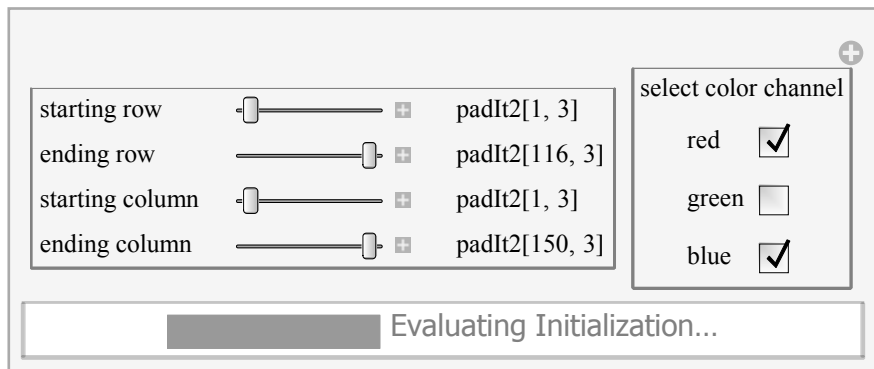 starting row padIt2[1, 3]
ending row padIt2[116, 3]
starting column padIt2[1, 3]
ending column padIt2[150, 3]
select color channel
red
green
blue
Evaluating Initialization...